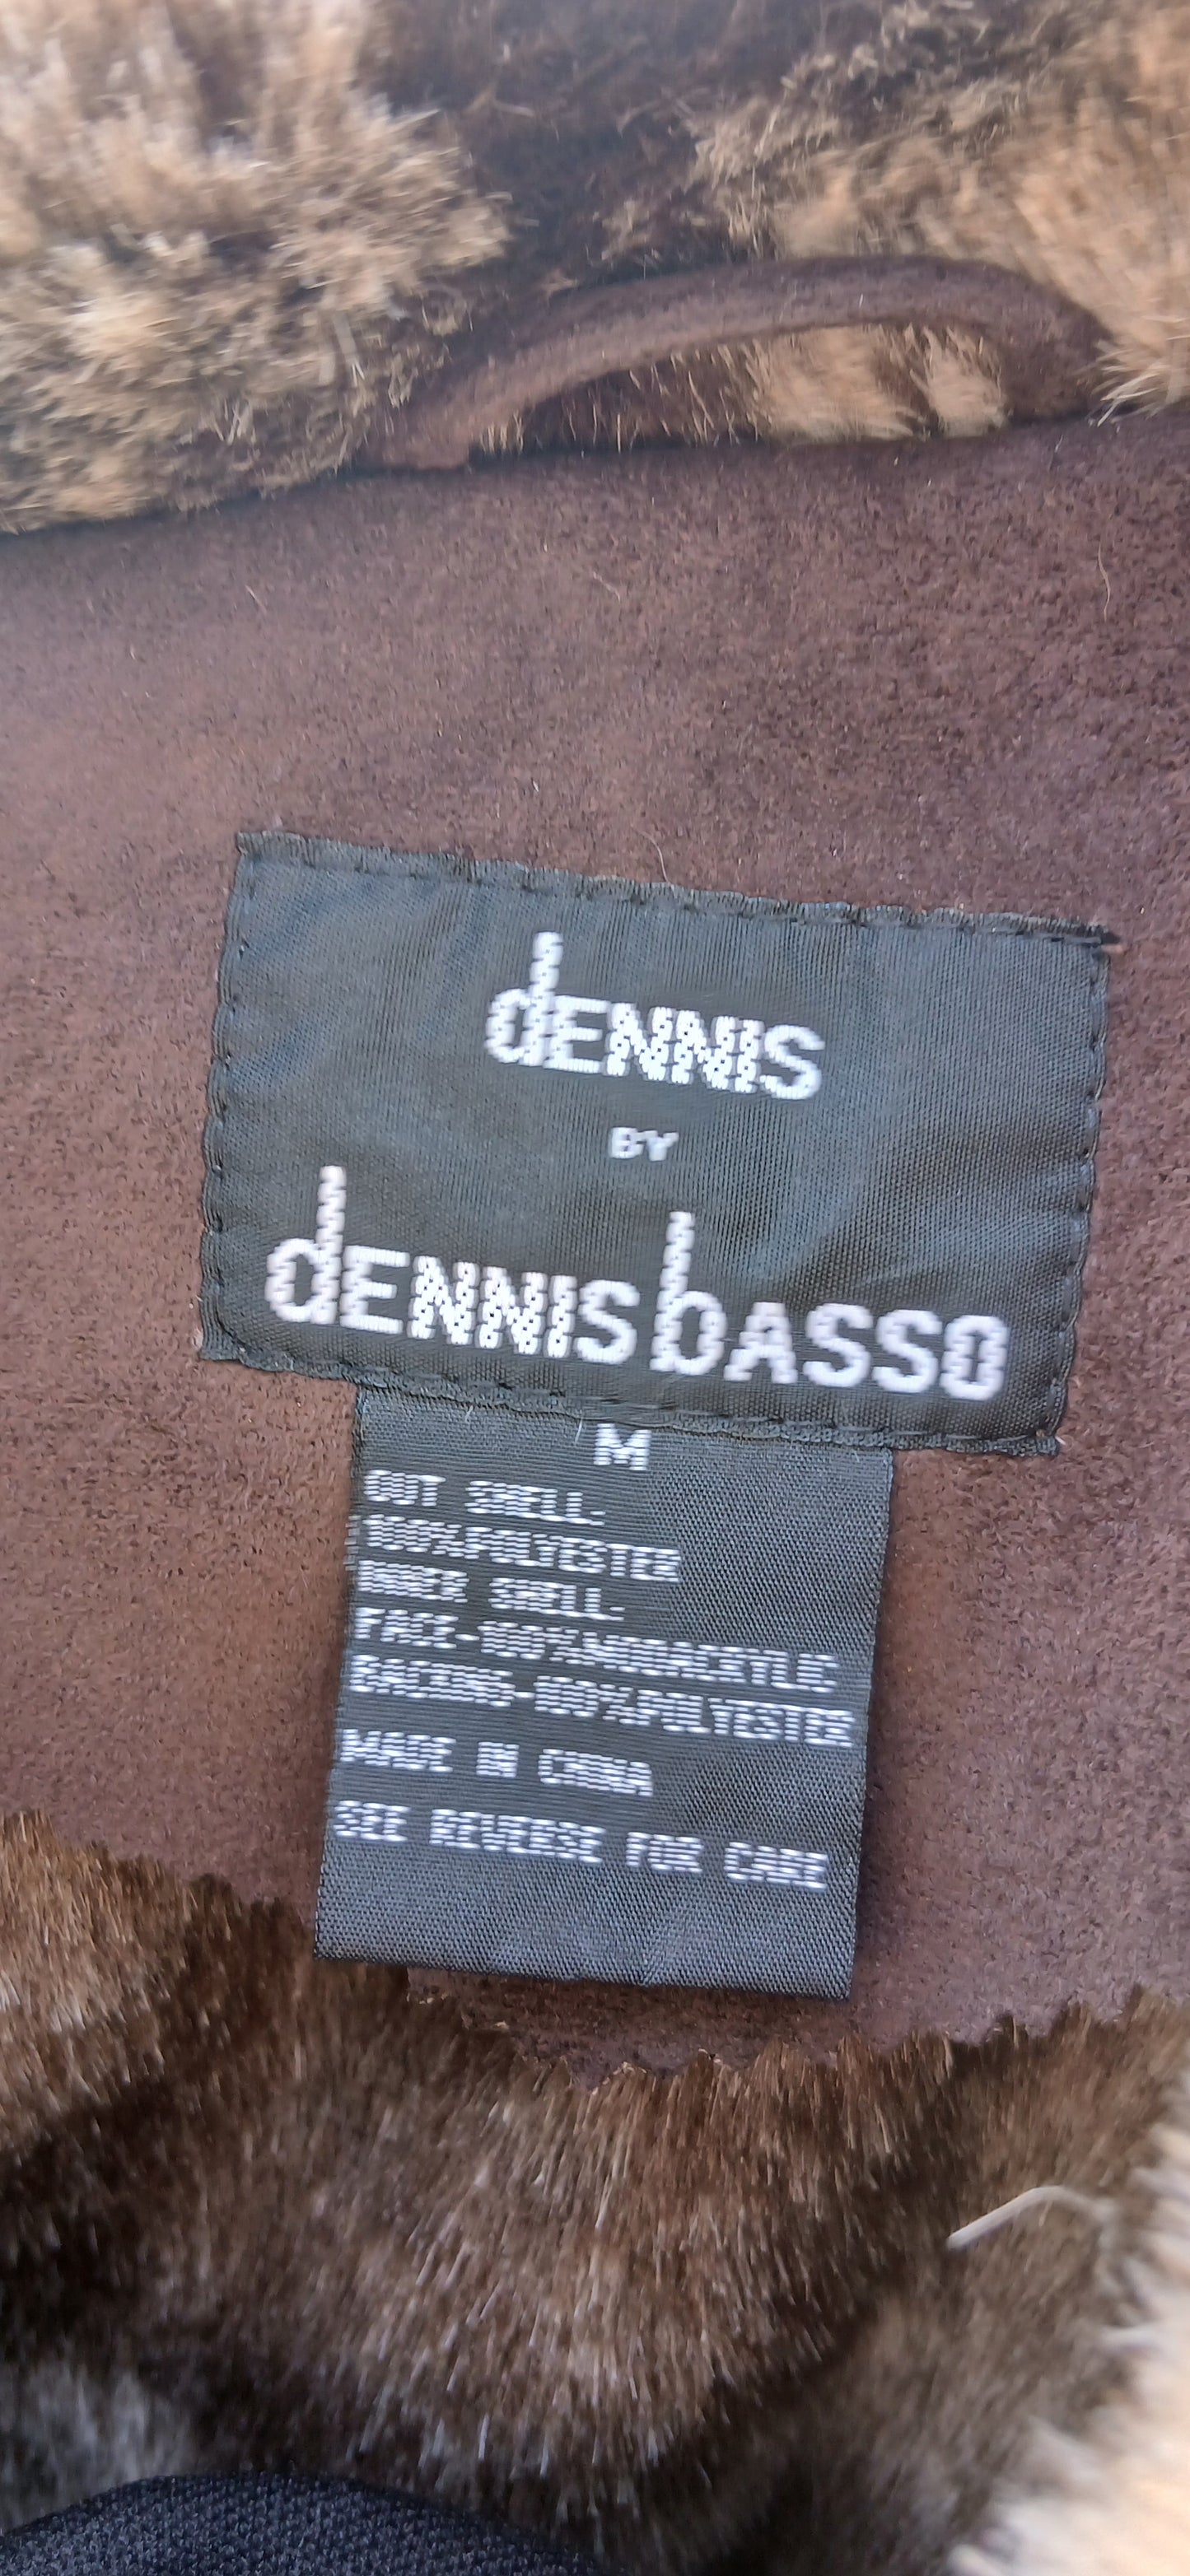 dENNIS
BY
dENNIS bASSO
M
OUT SHELL-
100%POLYESTER
INNER SHELL-
FACE-100%MODACRYLIC
BACKING-100%POLYESTER
MADE IN CHINA
SEE REVERSE FOR CARE